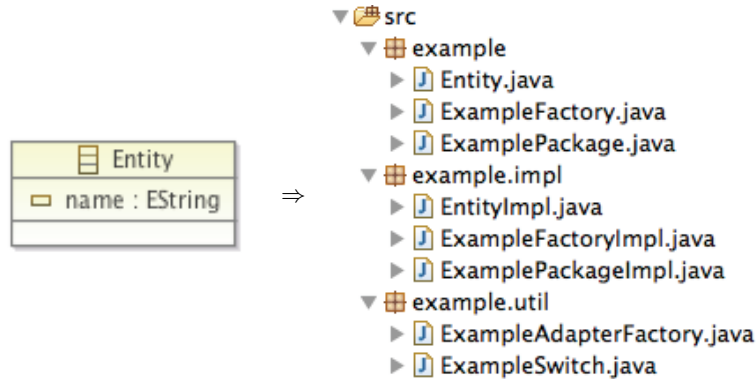 Entity
name : EString
⇒
src
example
Entity.java
ExampleFactory.java
ExamplePackage.java
example.impl
EntityImpl.java
ExampleFactoryImpl.java
ExamplePackageImpl.java
example.util
ExampleAdapterFactory.java
ExampleSwitch.java